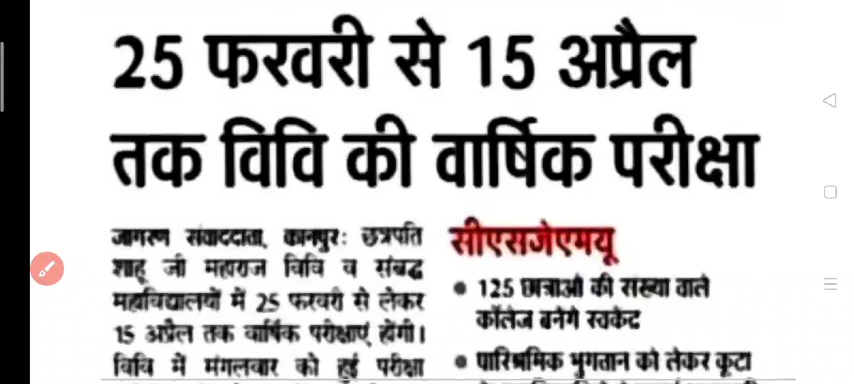 25 फरवरी से 15 अप्रैल
तक विवि की वार्षिक परीक्षा
जागरण संवाददाता, कानपुर: छत्रपति
शाहू जी महाराज विवि व संबद्ध
महाविद्यालयों में 25 फरवरी से लेकर
15 अप्रैल तक वार्षिक परीक्षाएं होंगी।
विवि में मंगलवार को हुई परीक्षा
सीएसजेएमयू
• 125 छात्राओं की संख्या वाले
कॉलेज बनेंगे स्वकेंद्र
• पारिश्रमिक भुगतान को लेकर कूटा